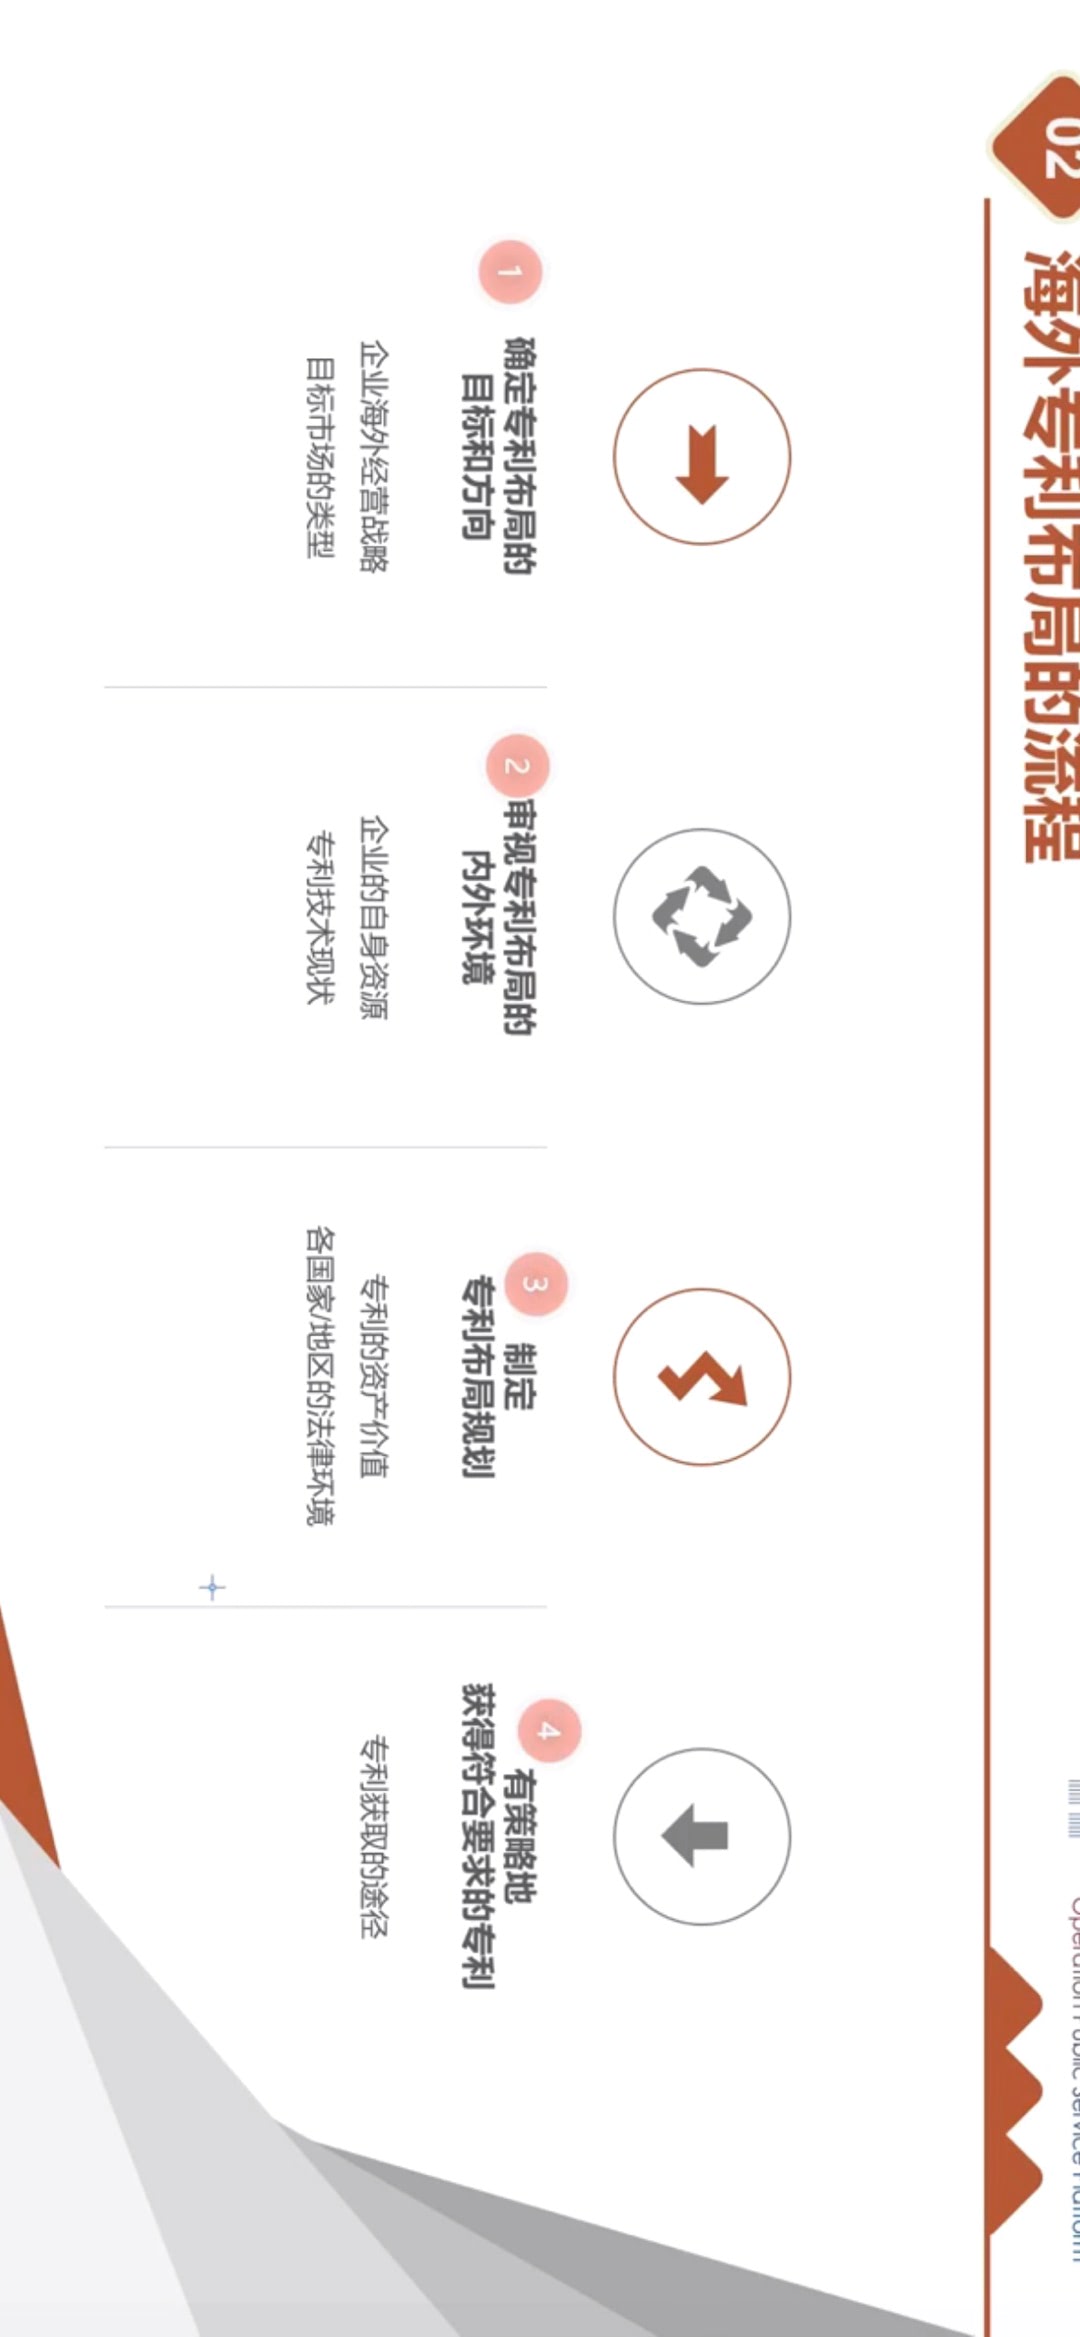 02
海外专利布局的流程
Operation Public Service Platform
1
确定专利布局的
目标和方向
企业海外经营战略
目标市场的类型
2
审视专利布局的
内外环境
企业的自身资源
专利技术现状
3
制定
专利布局规划
专利的资产价值
各国家/地区的法律环境
4
有策略地
获得符合要求的专利
专利获取的途径